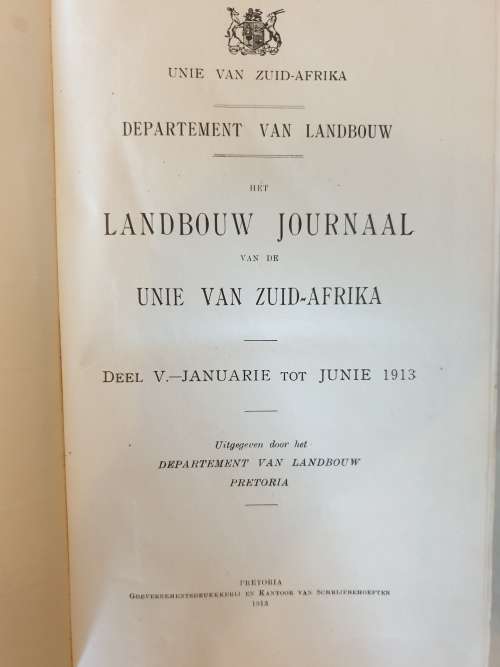 UNIE VAN ZUID-AFRIKA
DEPARTEMENT VAN LANDBOUW
HET
LANDBOUW JOURNAAL
VAN DE
UNIE VAN ZUID-AFRIKA
DEEL V.—JANUARIE TOT JUNIE 1913
Uitgegeven door het
DEPARTEMENT VAN LANDBOUW
PRETORIA
PRETORIA
GOEVERNEMENTSDRUKKERIJ EN KANTOOR VAN SCHRIJFBEHOEFTEN
1913